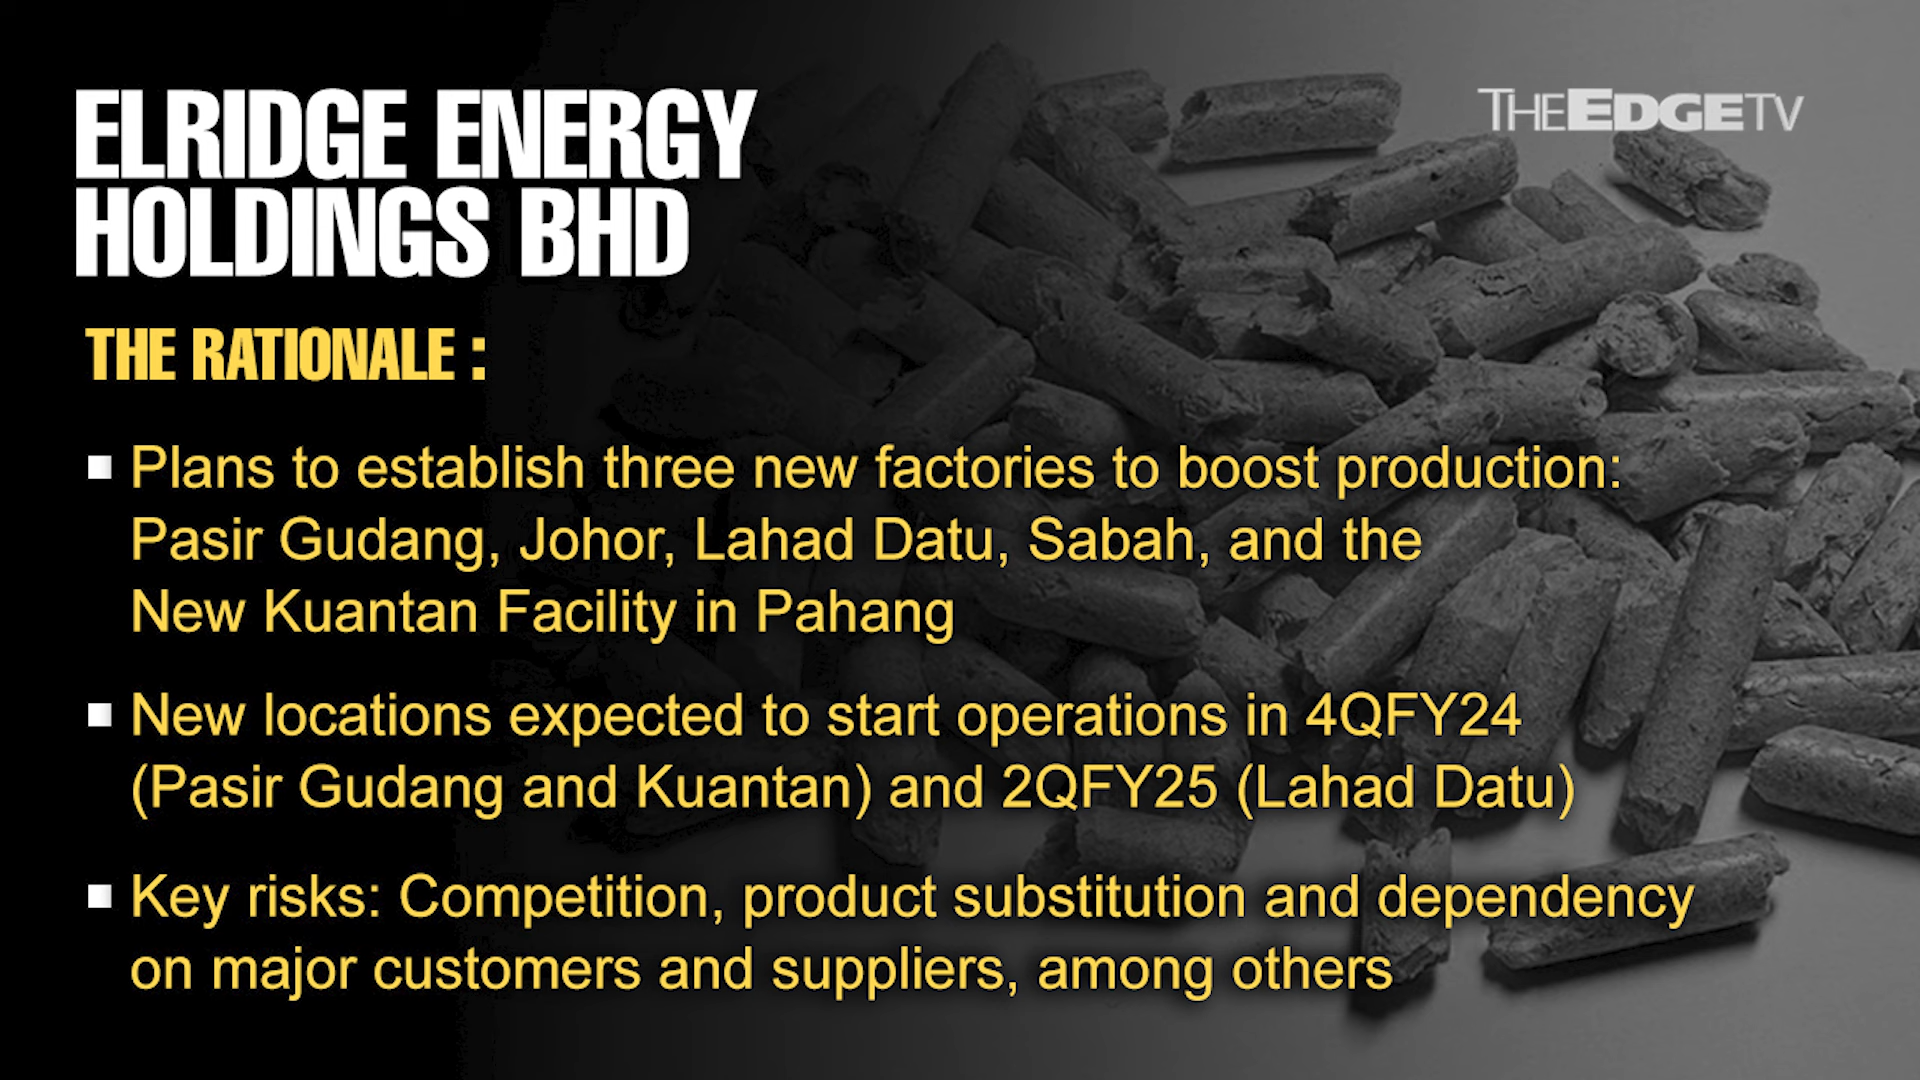 ELRIDGE ENERGY
HOLDINGS BHD
THEEDGETV
THE RATIONALE :
Plans to establish three new factories to boost production:
Pasir Gudang, Johor, Lahad Datu, Sabah, and the
New Kuantan Facility in Pahang
New locations expected to start operations in 4QFY24
(Pasir Gudang and Kuantan) and 2QFY25 (Lahad Datu)
Key risks: Competition, product substitution and dependency
on major customers and suppliers, among others